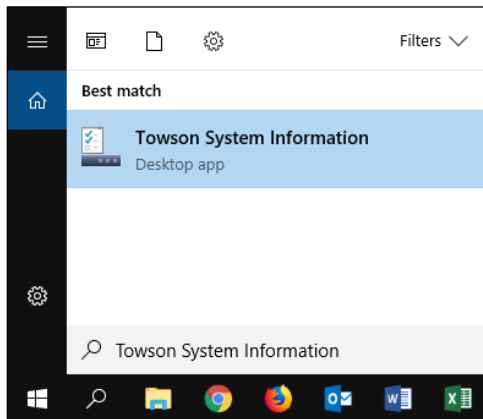 Filters
Best match
Towson System Information
Desktop app
Towson System Information